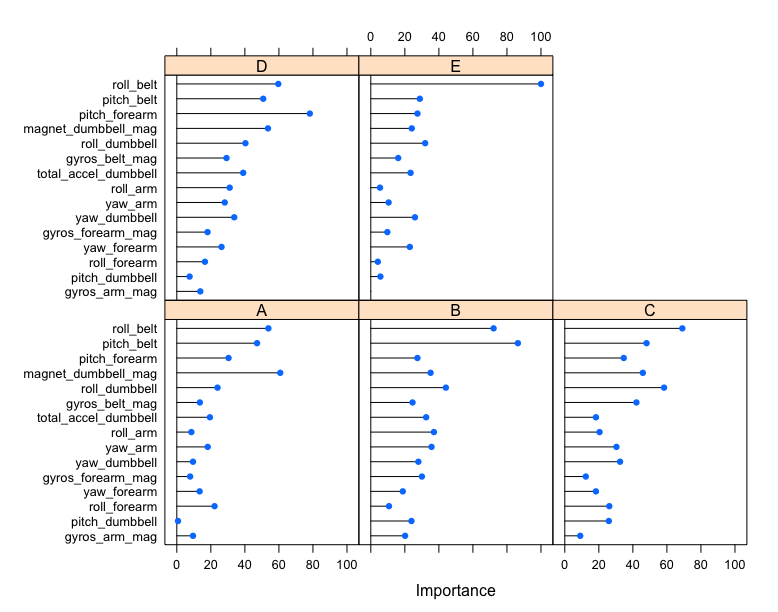 0 20 40 60 80 100
D E
roll_belt
pitch_belt
pitch_forearm
magnet_dumbbell_mag
roll_dumbbell
gyros_belt_mag
total_accel_dumbbell
roll_arm
yaw_arm
yaw_dumbbell
gyros_forearm_mag
yaw_forearm
roll_forearm
pitch_dumbbell
gyros_arm_mag
A B C
roll_belt
pitch_belt
pitch_forearm
magnet_dumbbell_mag
roll_dumbbell
gyros_belt_mag
total_accel_dumbbell
roll_arm
yaw_arm
yaw_dumbbell
gyros_forearm_mag
yaw_forearm
roll_forearm
pitch_dumbbell
gyros_arm_mag
0 20 40 60 80 100 0 20 40 60 80 100
Importance